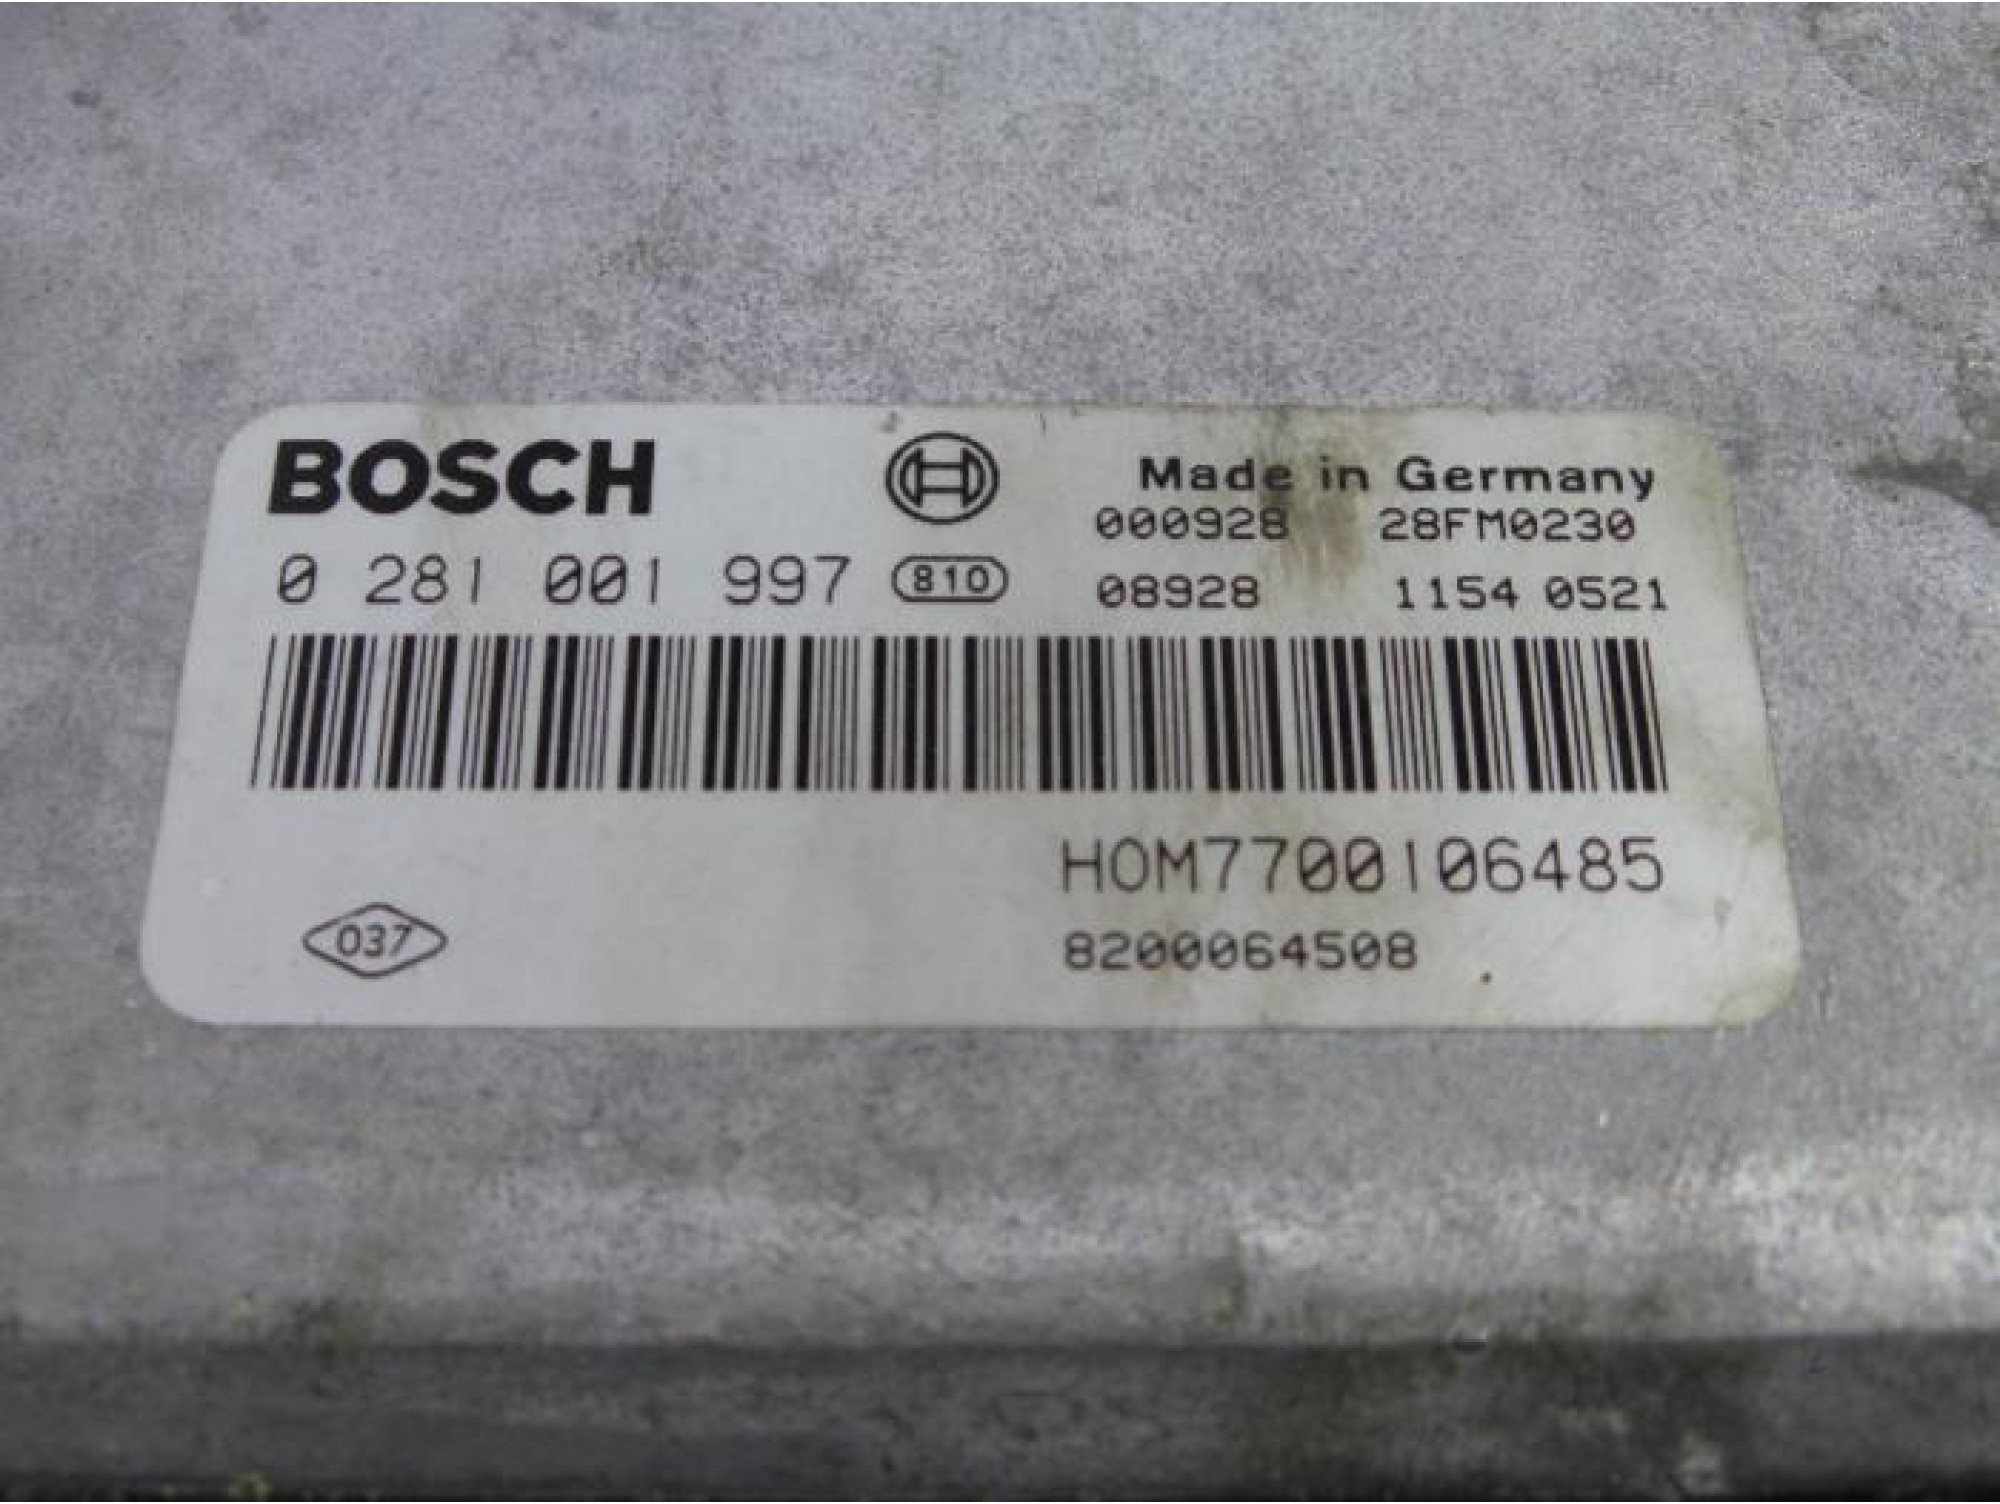 BOSCH
Made in Germany
000928 28FM0230
0 281 001 997 810 08928 1154 0521
HOM7700106485
037
8200064508